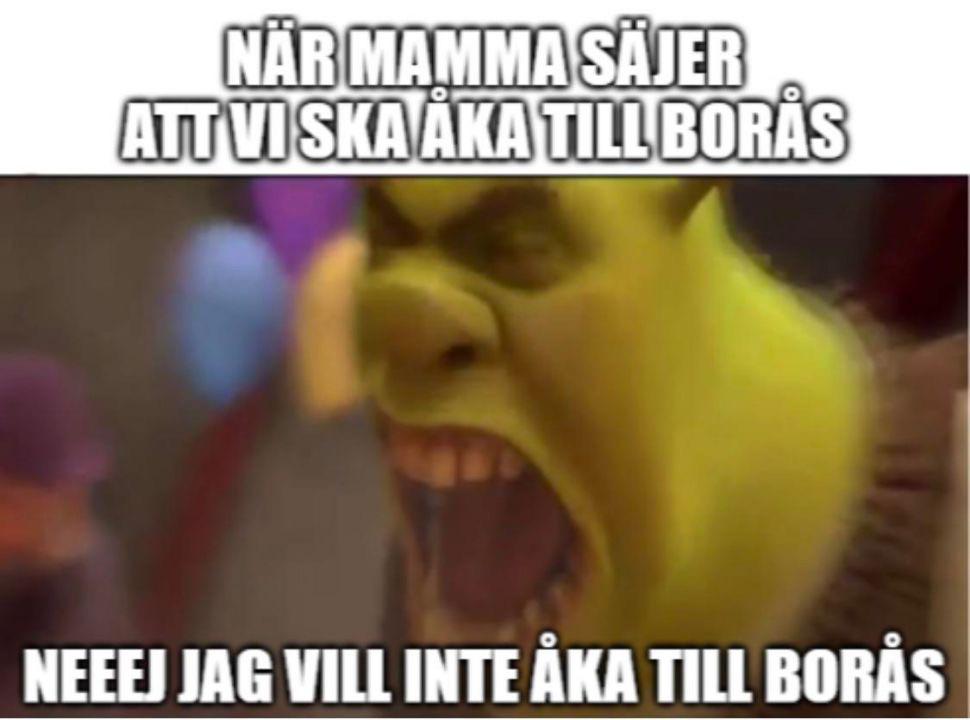 NÄR MAMMA SÄJER
ATT VI SKA ÅKA TILL BORÅS
NEEEJ JAG VILL INTE ÅKA TILL BORÅS